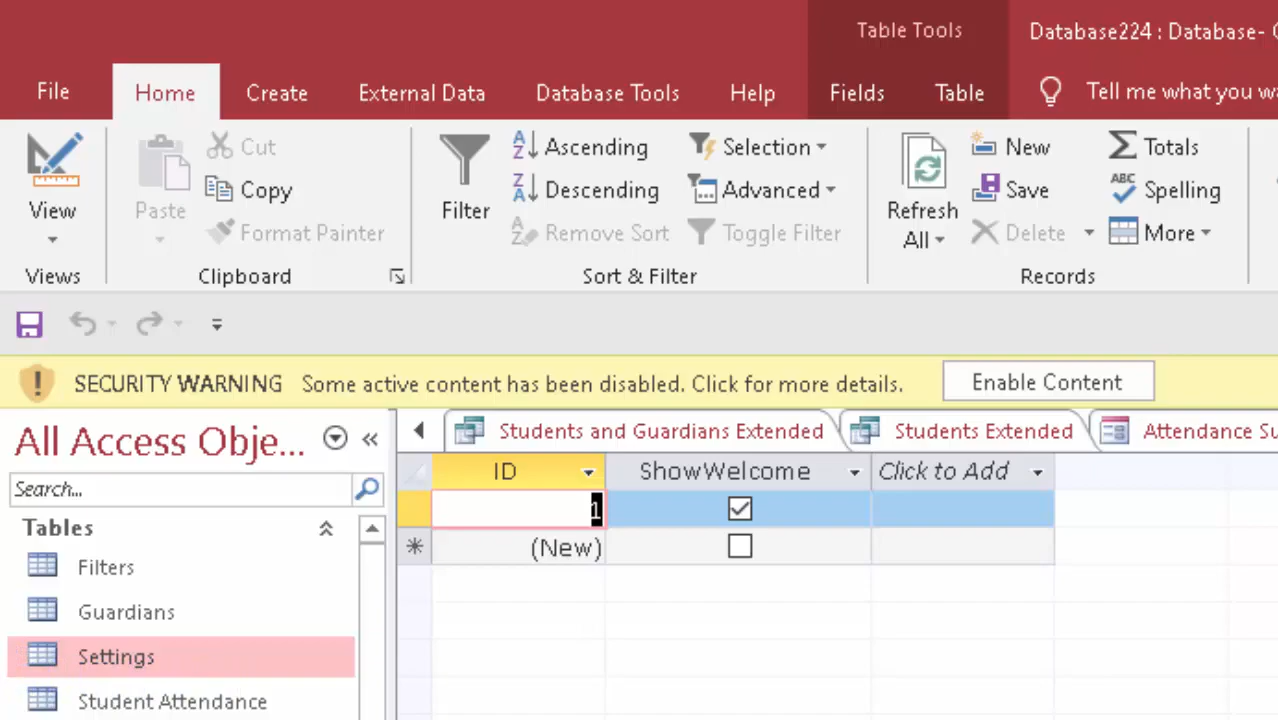 Table Tools
Database224 : Database-
File
Home
Create
External Data
Database Tools
Help
Fields
Table
Tell me what you
View
Views
Paste
Cut
Copy
Format Painter
Clipboard
Filter
Ascending
Descending
Remove Sort
Selection
Advanced
Toggle Filter
Sort & Filter
Refresh
All
New
Save
Delete
Totals
Spelling
More
Records
SECURITY WARNING Some active content has been disabled. Click for more details.
Enable Content
All Access Obje...
Search...
Tables
Filters
Guardians
Settings
Student Attendance
Students and Guardians Extended
Students Extended
Attendance
ID
ShowWelcome
Click to Add
1
(New)